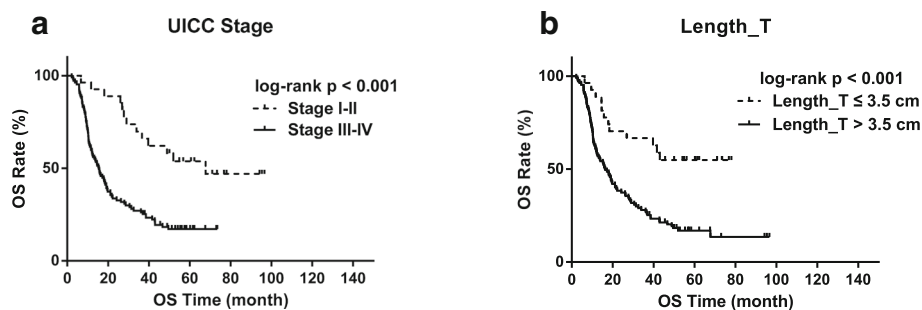 a
UICC Stage
log-rank p < 0.001
Stage I-II
Stage III-IV
OS Rate (%)
100
50
0
0 20 40 60 80 100 120 140
OS Time (month)
b
Length_T
log-rank p < 0.001
Length_T ≤ 3.5 cm
Length_T > 3.5 cm
OS Rate (%)
100
50
0
0 20 40 60 80 100 120 140
OS Time (month)